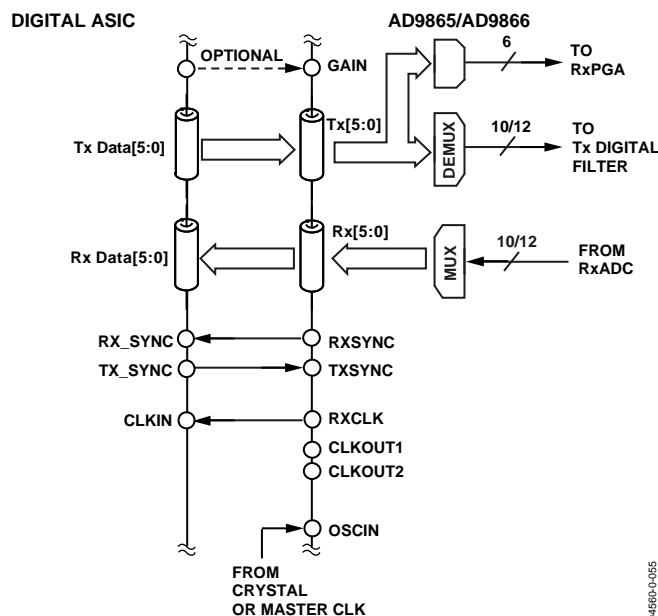 DIGITAL ASIC
AD9865/AD9866
OPTIONAL
GAIN
6
TO
RxPGA
Tx Data[5:0]
Tx[5:0]
DEMUX
10/12
TO
Tx DIGITAL
FILTER
Rx Data[5:0]
Rx[5:0]
MUX
10/12
FROM
RxADC
RX_SYNC
RXSYNC
TX_SYNC
TXSYNC
CLKIN
RXCLK
CLKOUT1
CLKOUT2
OSCIN
FROM
CRYSTAL
OR MASTER CLK
04560-0-055